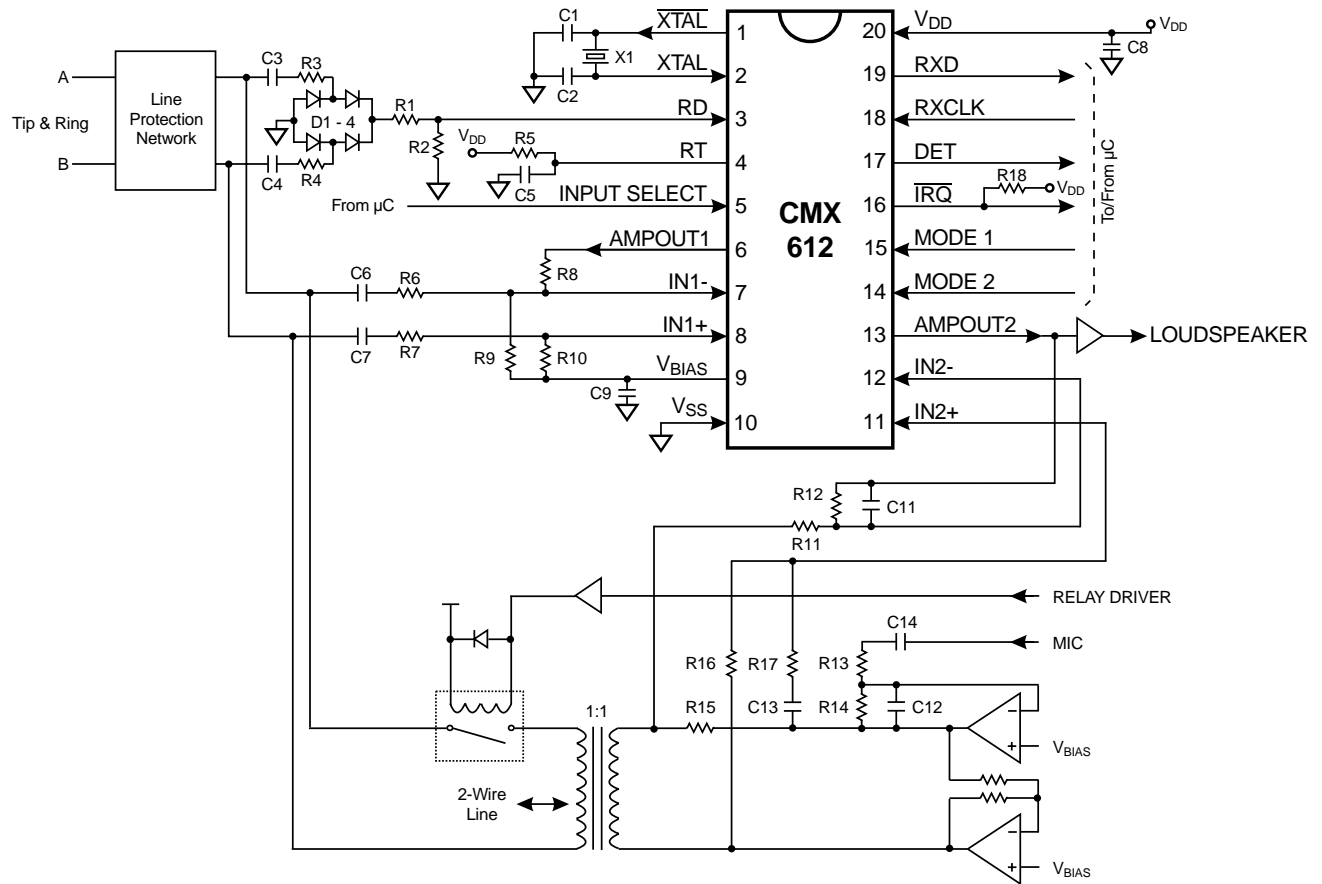 C1
XTAL
1
X1
C2
XTAL
2
A
B
Tip & Ring
Line
Protection
Network
C3
R3
D1 - 4
C4
R4
R1
R2
RD
3
VDD
R5
C5
RT
4
From µC
INPUT SELECT
5
AMPOUT1
6
R8
C6
R6
IN1-
7
C7
R7
IN1+
8
R9
R10
VBIAS
9
C9
VSS
10
CMX
612
20
VDD
VDD
C8
19
RXD
18
RXCLK
17
DET
16
IRQ
R18
VDD
15
MODE 1
14
MODE 2
To/From µC
13
AMPOUT2
LOUDSPEAKER
12
IN2-
11
IN2+
R12
C11
R11
RELAY DRIVER
C14
MIC
R16
R17
R13
R15
C13
R14
C12
1:1
2-Wire
Line
–
+
VBIAS
–
+
VBIAS